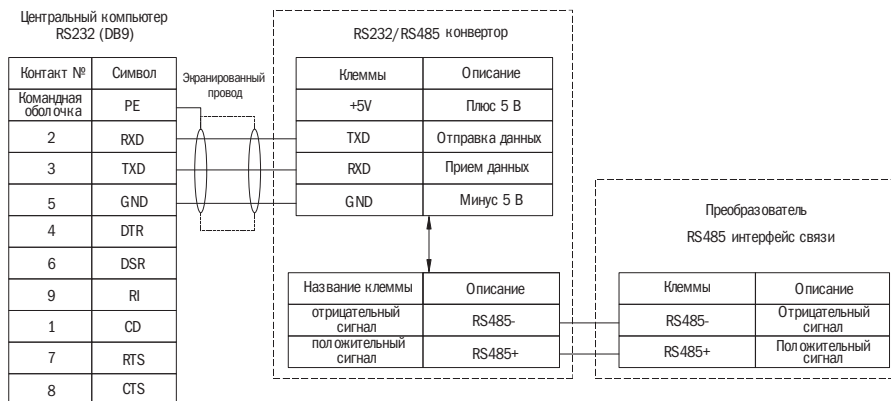 Центральный компьютер
RS232 (DB9)
Контакт № Символ
Командная оболочка PE
2 RXD
3 TXD
5 GND
4 DTR
6 DSR
9 RI
1 CD
7 RTS
8 CTS
Экранированный
провод
RS232/RS485 конвертор
Клеммы Описание
+5V Плюс 5 В
TXD Отправка данных
RXD Прием данных
GND Минус 5 В
Название клеммы Описание
отрицательный сигнал RS485-
положительный сигнал RS485+
Преобразователь
RS485 интерфейс связи
Клеммы Описание
RS485- Отрицательный сигнал
RS485+ Положительный сигнал